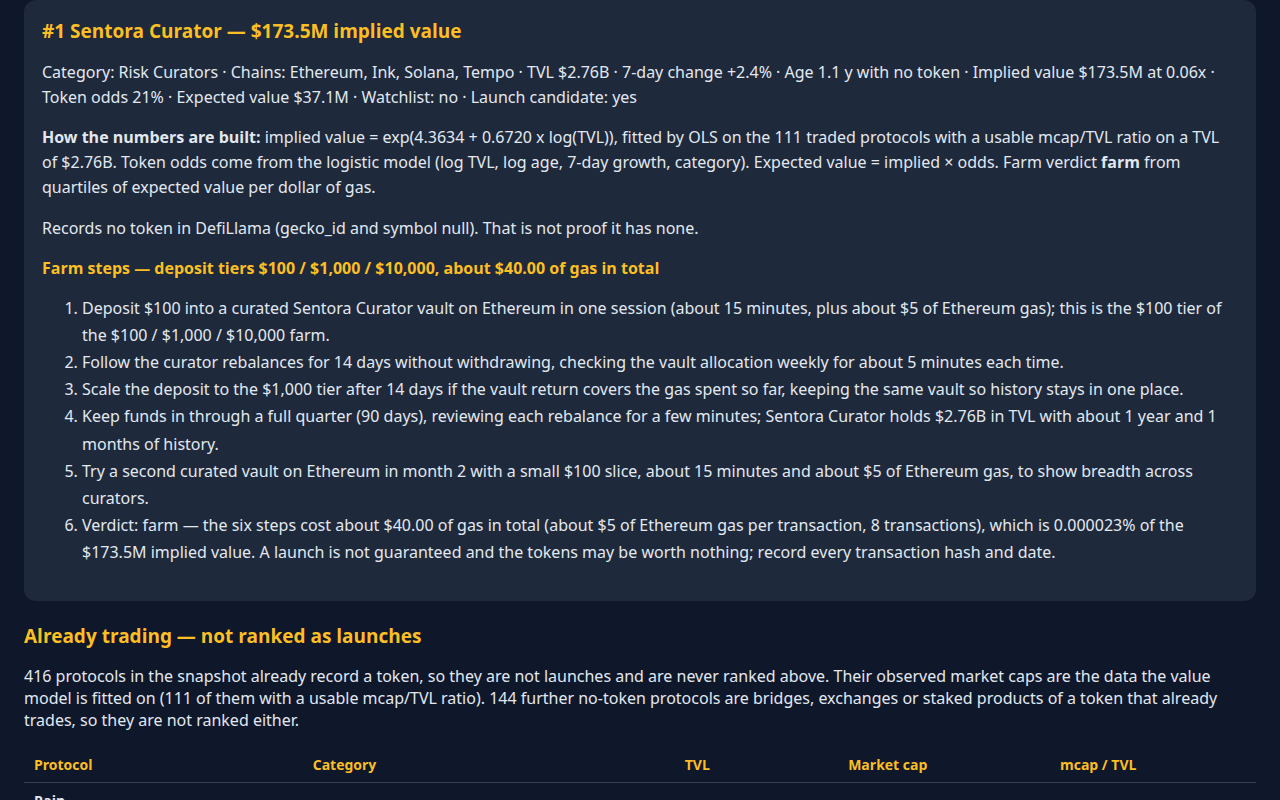 #1 Sentora Curator — $173.5M implied value
Category: Risk Curators · Chains: Ethereum, Ink, Solana, Tempo · TVL $2.76B · 7-day change +2.4% · Age 1.1 y with no token · Implied value $173.5M at 0.06x ·
Token odds 21% · Expected value $37.1M · Watchlist: no · Launch candidate: yes
How the numbers are built: implied value = exp(4.3634 + 0.6720 x log(TVL)), fitted by OLS on the 111 traded protocols with a usable mcap/TVL ratio on a TVL
of $2.76B. Token odds come from the logistic model (log TVL, log age, 7-day growth, category). Expected value = implied × odds. Farm verdict farm from
quartiles of expected value per dollar of gas.
Records no token in DefiLlama (gecko_id and symbol null). That is not proof it has none.
Farm steps — deposit tiers $100 / $1,000 / $10,000, about $40.00 of gas in total
1. Deposit $100 into a curated Sentora Curator vault on Ethereum in one session (about 15 minutes, plus about $5 of Ethereum gas); this is the $100 tier of
the $100 / $1,000 / $10,000 farm.
2. Follow the curator rebalances for 14 days without withdrawing, checking the vault allocation weekly for about 5 minutes each time.
3. Scale the deposit to the $1,000 tier after 14 days if the vault return covers the gas spent so far, keeping the same vault so history stays in one place.
4. Keep funds in through a full quarter (90 days), reviewing each rebalance for a few minutes; Sentora Curator holds $2.76B in TVL with about 1 year and 1
months of history.
5. Try a second curated vault on Ethereum in month 2 with a small $100 slice, about 15 minutes and about $5 of Ethereum gas, to show breadth across
curators.
6. Verdict: farm — the six steps cost about $40.00 of gas in total (about $5 of Ethereum gas per transaction, 8 transactions), which is 0.000023% of the
$173.5M implied value. A launch is not guaranteed and the tokens may be worth nothing; record every transaction hash and date.
Already trading — not ranked as launches
416 protocols in the snapshot already record a token, so they are not launches and are never ranked above. Their observed market caps are the data the value
model is fitted on (111 of them with a usable mcap/TVL ratio). 144 further no-token protocols are bridges, exchanges or staked products of a token that already
trades, so they are not ranked either.
Protocol Category TVL Market cap mcap / TVL